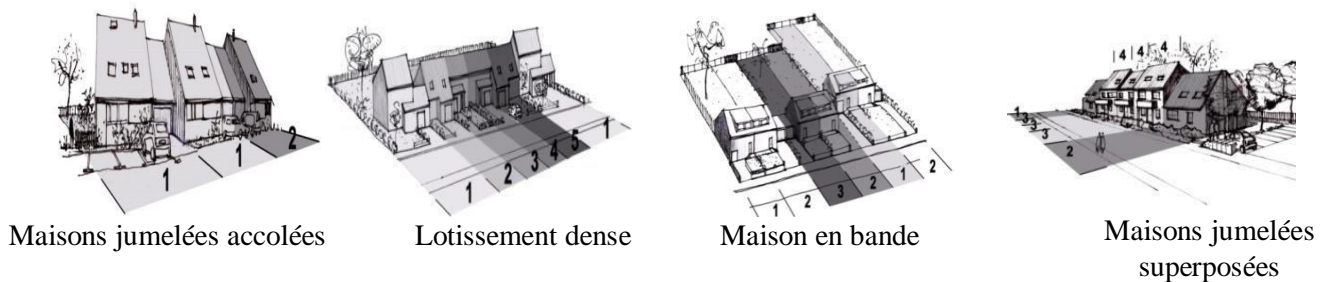 1 1 2
1 2 3 4 5 1
1 2 3 2 1 2
4 4 4
3
3
3
2
Maisons jumelées accolées
Lotissement dense
Maison en bande
Maisons jumelées
superposées